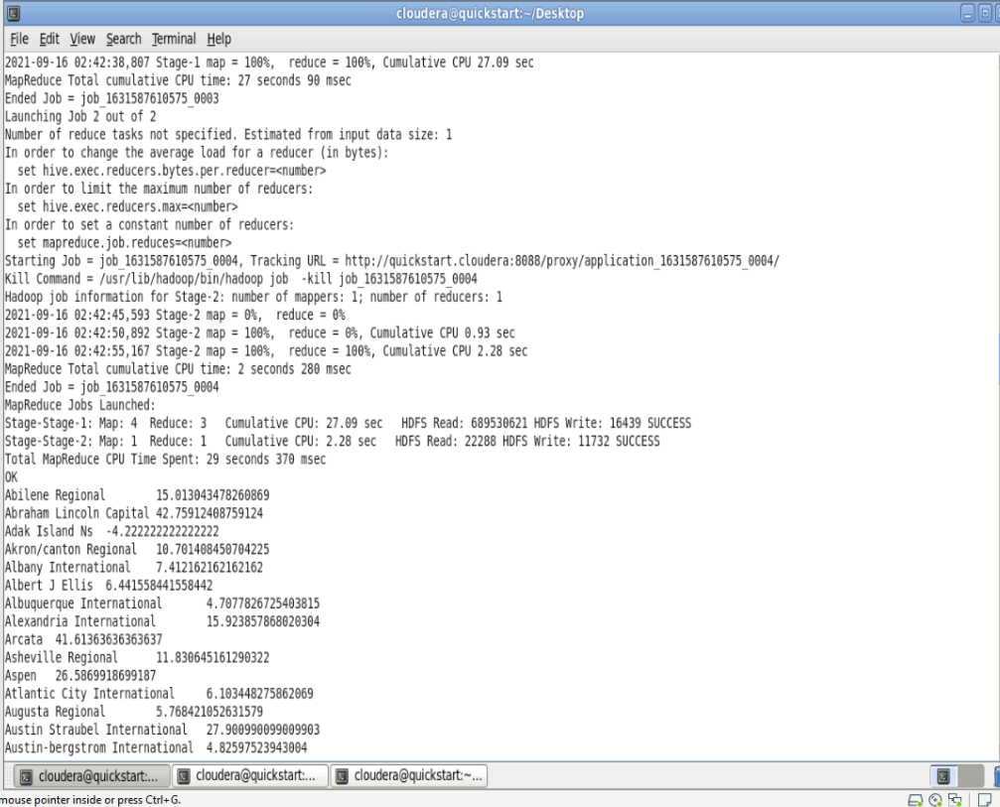 cloudera@quickstart:~/Desktop
File Edit View Search Terminal Help
2021-09-16 02:42:38,807 Stage-1 map = 100%,  reduce = 100%, Cumulative CPU 27.09 sec
MapReduce Total cumulative CPU time: 27 seconds 90 msec
Ended Job = job_1631587610575_0003
Launching Job 2 out of 2
Number of reduce tasks not specified. Estimated from input data size: 1
In order to change the average load for a reducer (in bytes):
  set hive.exec.reducers.bytes.per.reducer=<number>
In order to limit the maximum number of reducers:
  set hive.exec.reducers.max=<number>
In order to set a constant number of reducers:
  set mapreduce.job.reduces=<number>
Starting Job = job_1631587610575_0004, Tracking URL = http://quickstart.cloudera:8088/proxy/application_1631587610575_0004/
Kill Command = /usr/lib/hadoop/bin/hadoop job  -kill job_1631587610575_0004
Hadoop job information for Stage-2: number of mappers: 1; number of reducers: 1
2021-09-16 02:42:45,593 Stage-2 map = 0%,  reduce = 0%
2021-09-16 02:42:50,892 Stage-2 map = 100%,  reduce = 0%, Cumulative CPU 0.93 sec
2021-09-16 02:42:55,167 Stage-2 map = 100%,  reduce = 100%, Cumulative CPU 2.28 sec
MapReduce Total cumulative CPU time: 2 seconds 280 msec
Ended Job = job_1631587610575_0004
MapReduce Jobs Launched:
Stage-Stage-1: Map: 4  Reduce: 3   Cumulative CPU: 27.09 sec   HDFS Read: 689530621 HDFS Write: 16439 SUCCESS
Stage-Stage-2: Map: 1  Reduce: 1   Cumulative CPU: 2.28 sec   HDFS Read: 22288 HDFS Write: 11732 SUCCESS
Total MapReduce CPU Time Spent: 29 seconds 370 msec
OK
Abilene Regional	15.013043478260869
Abraham Lincoln Capital	42.75912408759124
Adak Island Ns	-4.222222222222222
Akron/canton Regional	10.701408450704225
Albany International	7.412162162162162
Albert J Ellis	6.441558441558442
Albuquerque International	4.7077826725403815
Alexandria International	15.923857868020304
Arcata	41.61363636363637
Asheville Regional	11.830645161290322
Aspen	26.5869918699187
Atlantic City International	6.103448275862069
Augusta Regional	5.768421052631579
Austin Straubel International	27.900990099009903
Austin-bergstrom International	4.82597523943004
cloudera@quickstart:... cloudera@quickstart:... cloudera@quickstart:~...
mouse pointer inside or press Ctrl+G.